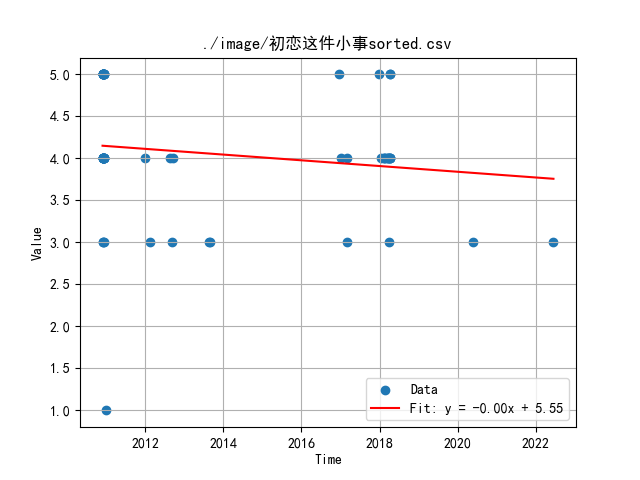 ./image/初恋这件小事sorted.csv
5.0
4.5
4.0
3.5
3.0
2.5
2.0
1.5
1.0
Value
2012 2014 2016 2018 2020 2022
Time
Data
Fit: y = -0.00x + 5.55